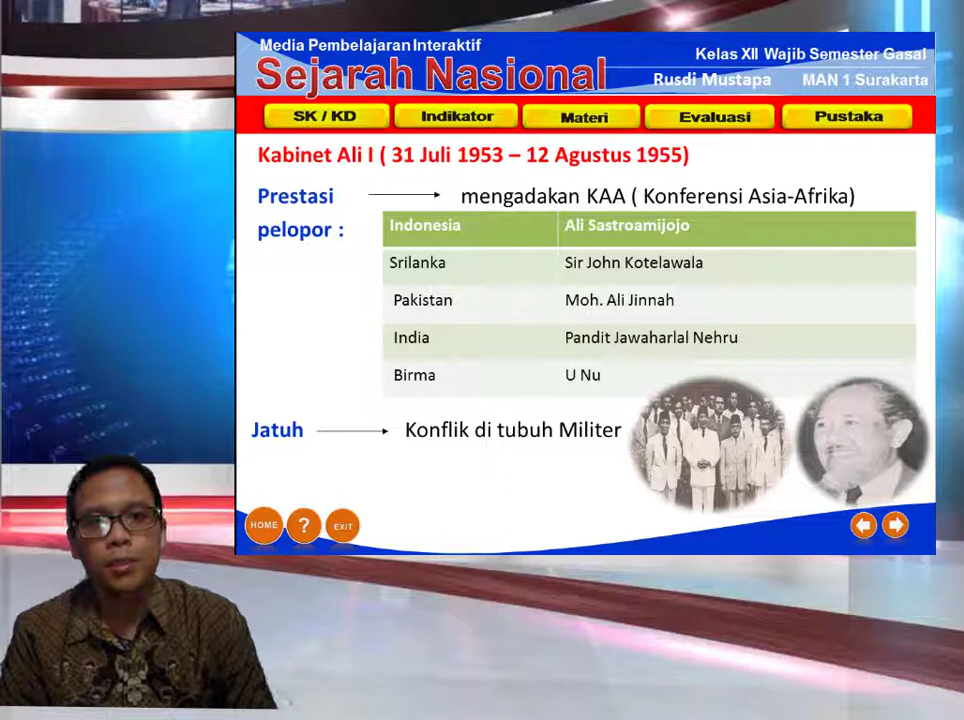 Media Pembelajaran Interaktif
Kelas XII Wajib Semester Gasal
Sejarah Nasional
Rusdi Mustapa MAN 1 Surakarta
SK / KD Indikator Materi Evaluasi Pustaka
Kabinet Ali I ( 31 Juli 1953 – 12 Agustus 1955)
Prestasi mengadakan KAA ( Konferensi Asia-Afrika)
pelopor :
Indonesia Ali Sastroamijojo
Srilanka Sir John Kotelawala
Pakistan Moh. Ali Jinnah
India Pandit Jawaharlal Nehru
Birma U Nu
Jatuh Konflik di tubuh Militer
HOME ? EXIT